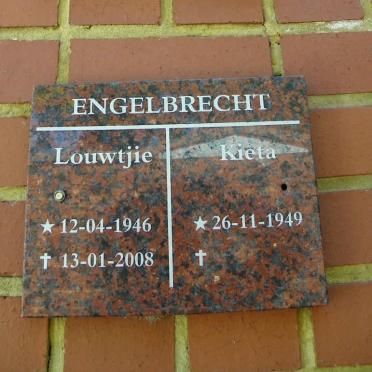 ENGELBRECHT
Louwtjie
★ 12-04-1946
✝ 13-01-2008
Kieta
★ 26-11-1949
✝